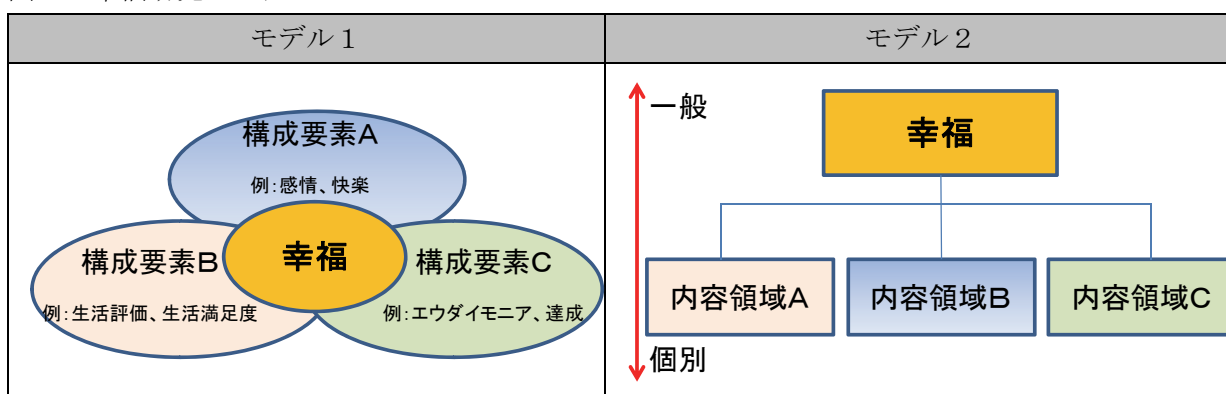 モデル1
モデル2
構成要素A
例:感情、快楽
幸福
構成要素B
例:生活評価、生活満足度
構成要素C
例:エウダイモニア、達成
一般
幸福
内容領域A
内容領域B
内容領域C
個別